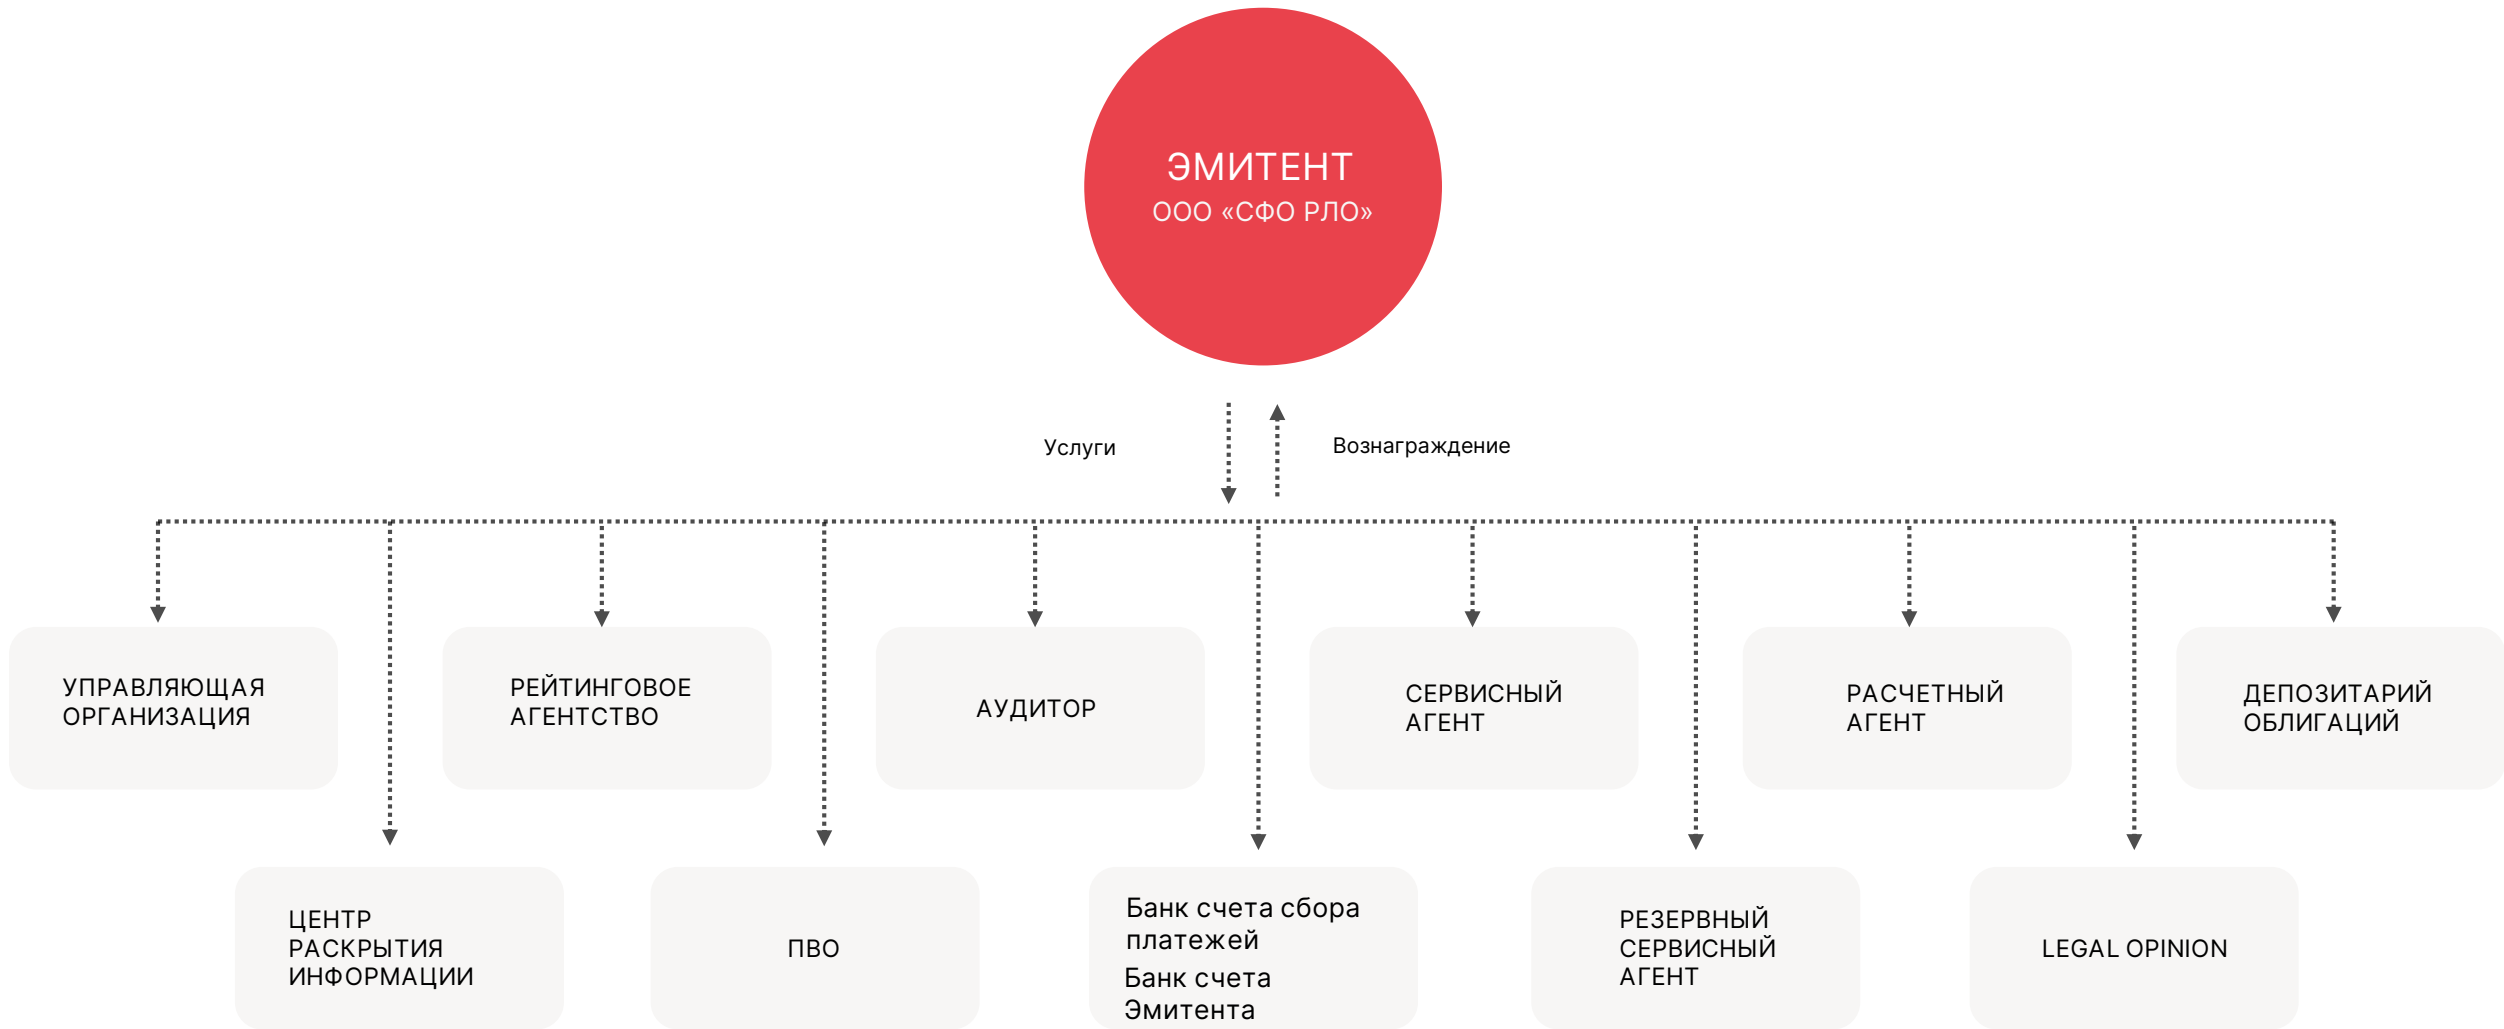 ЭМИТЕНТ
ООО «СФО РЛО»
Услуги
Вознаграждение
УПРАВЛЯЮЩАЯ
ОРГАНИЗАЦИЯ
РЕЙТИНГОВОЕ
АГЕНТСТВО
АУДИТОР
СЕРВИСНЫЙ
АГЕНТ
РАСЧЕТНЫЙ
АГЕНТ
ДЕПОЗИТАРИЙ
ОБЛИГАЦИЙ
ЦЕНТР
РАСКРЫТИЯ
ИНФОРМАЦИИ
ПВО
Банк счета сбора
платежей
Банк счета
Эмитента
РЕЗЕРВНЫЙ
СЕРВИСНЫЙ
АГЕНТ
LEGAL OPINION